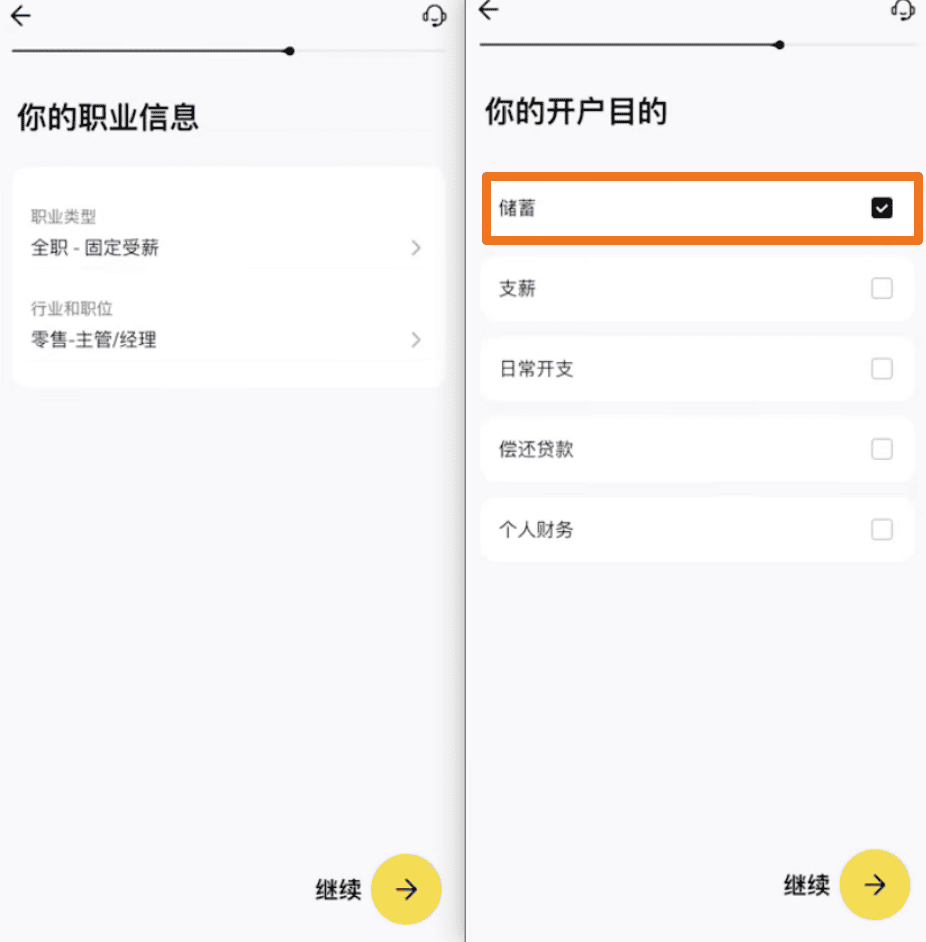 你的职业信息
职业类型
全职 - 固定受薪
行业和职位
零售-主管/经理
继续
你的开户目的
储蓄
支薪
日常开支
偿还贷款
个人财务
继续